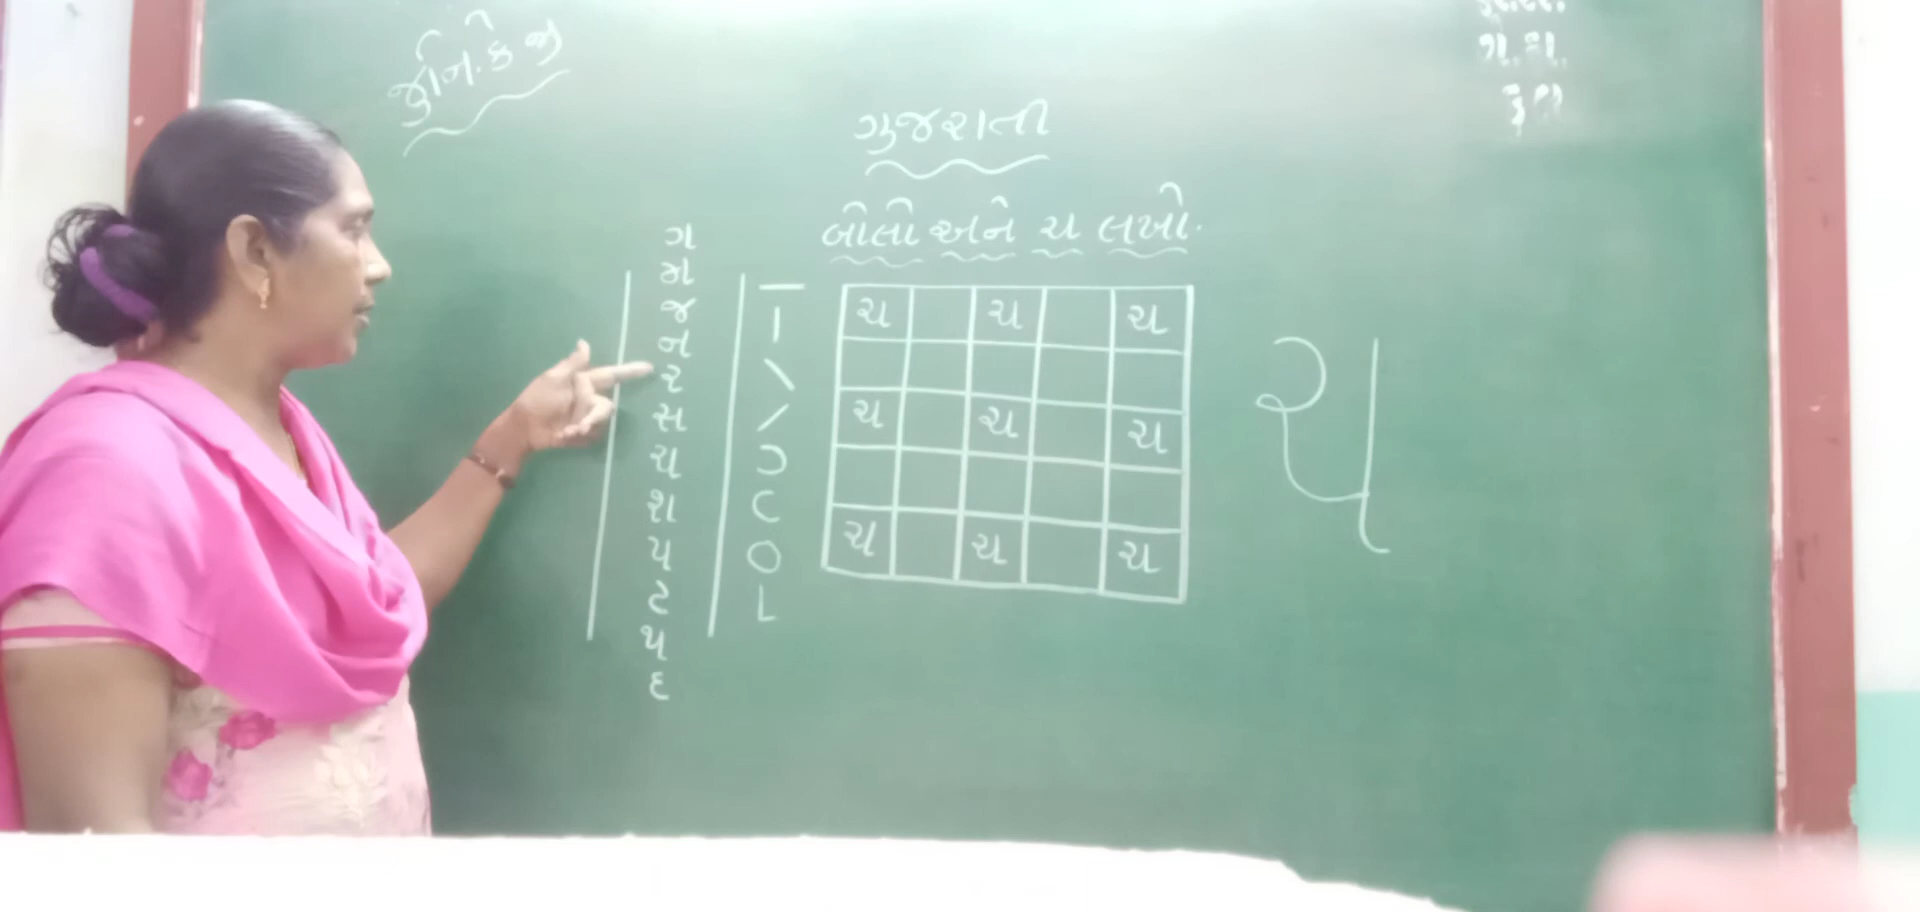 જુનિ.કે.જી
ગુજરાતી
બોલો અને ચ લખો.
ગ
મ
જ
ન
ર
સ
ચ
શ
પ
ટ
થ
દ
ચ ચ ચ
ચ ચ ચ
ચ ચ ચ
ચ